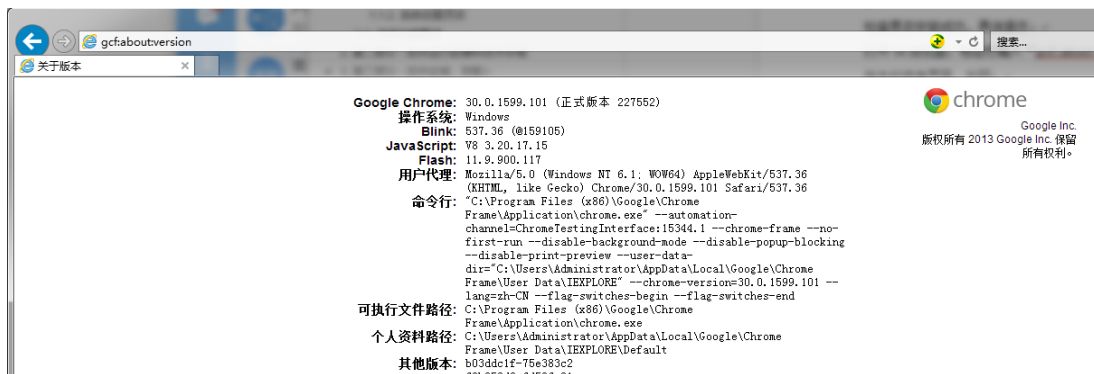 gcf:about:version
搜索...
关于版本
chrome
Google Inc.
版权所有 2013 Google Inc. 保留
所有权利。
Google Chrome: 30.0.1599.101 (正式版本 227552)
操作系统: Windows
Blink: 537.36 (@159105)
JavaScript: V8 3.20.17.15
Flash: 11.9.900.117
用户代理: Mozilla/5.0 (Windows NT 6.1; WOW64) AppleWebKit/537.36
(KHTML, like Gecko) Chrome/30.0.1599.101 Safari/537.36
命令行: "C:\Program Files (x86)\Google\Chrome
Frame\Application\chrome.exe" --automation-
channel=ChromeTestingInterface:15344.1 --chrome-frame --no-
first-run --disable-background-mode --disable-popup-blocking
--disable-print-preview --user-data-
dir="C:\Users\Administrator\AppData\Local\Google\Chrome
Frame\User Data\IEXPLORE" --chrome-version=30.0.1599.101 --
lang=zh-CN --flag-switches-begin --flag-switches-end
可执行文件路径: C:\Program Files (x86)\Google\Chrome
Frame\Application\chrome.exe
个人资料路径: C:\Users\Administrator\AppData\Local\Google\Chrome
Frame\User Data\IEXPLORE\Default
其他版本: b03ddc1f-75e383c2